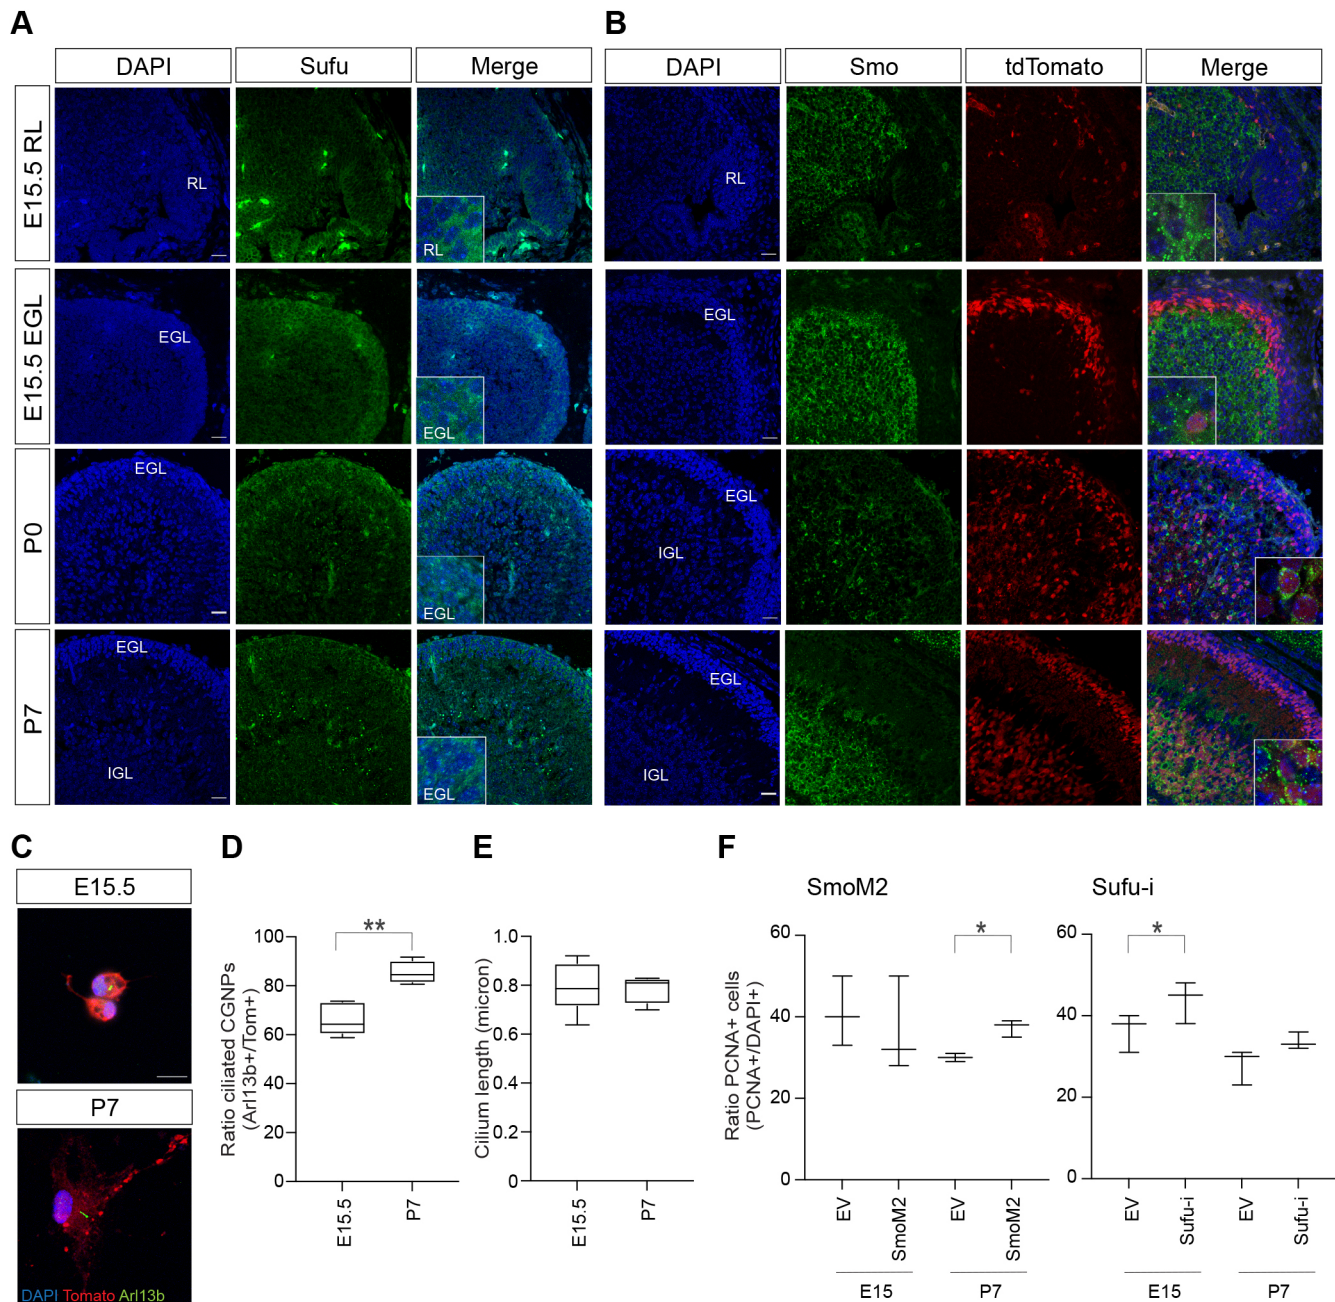 A
B
DAPI Sufu Merge
DAPI Smo tdTomato Merge
E15.5 RL
RL
RL
RL
E15.5 EGL
EGL
EGL
EGL
P0
EGL
EGL
EGL
IGL
P7
EGL
IGL
EGL
EGL
IGL
C
E15.5
P7
DAPI Tomato Arl13b
D
Ratio ciliated CGNPs
(Arl13b+/Tom+)
100
80
60
40
20
0
**
E15.5 P7
E
Cilium length (micron)
1.0
0.8
0.6
0.4
0.2
0
E15.5 P7
F
SmoM2
Ratio PCNA+ cells
(PCNA+/DAPI+)
60
40
20
0
*
EV SmoM2 EV SmoM2
E15 P7
Sufu-i
60
40
20
0
*
EV Sufu-i EV Sufu-i
E15 P7